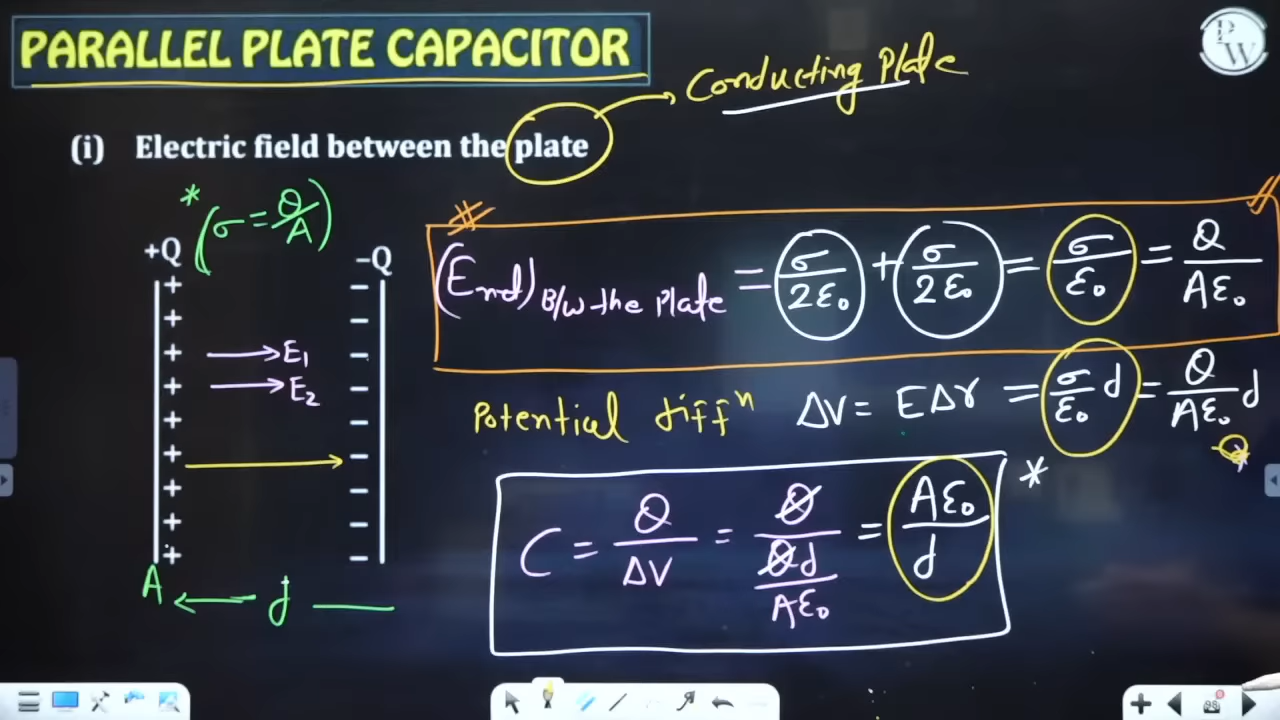 PARALLEL PLATE CAPACITOR
PW
Conducting Plate
(i) Electric field between the plate
* (σ = Q/A)
+Q
-Q
(Enet) B/w the Plate = σ/2ε₀ + σ/2ε₀ = σ/ε₀ = Q/Aε₀
E₁
E₂
Potential diffⁿ ΔV = EΔr = σ/ε₀ d = Q/Aε₀ d
C = Q/ΔV = Q/(Qd/Aε₀) = Aε₀/d *
A ← d —